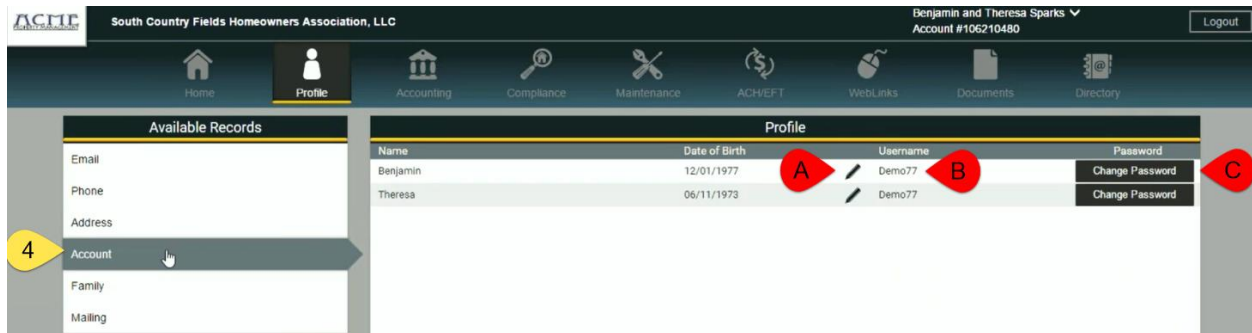 ACME
PROPERTY MANAGEMENT
South Country Fields Homeowners Association, LLC
Benjamin and Theresa Sparks
Account #106210480
Logout
Home
Profile
Accounting
Compliance
Maintenance
ACH/EFT
WebLinks
Documents
Directory
Available Records
Email
Phone
Address
4
Account
Family
Mailing
Profile
Name Date of Birth Username Password
Benjamin 12/01/1977 A Demo77 B Change Password C
Theresa 06/11/1973 Demo77 Change Password